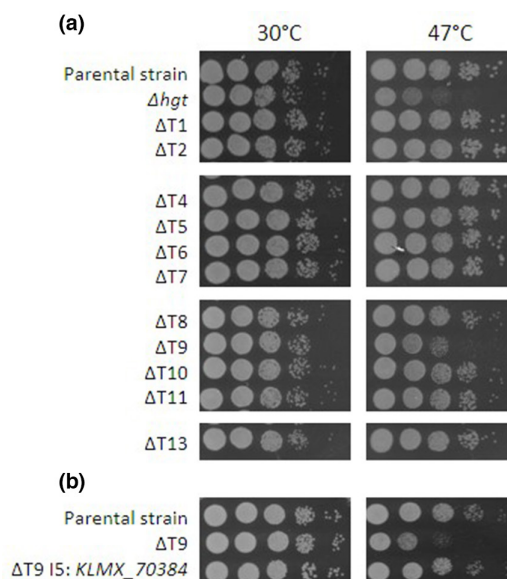 (a)
30°C 47°C
Parental strain
Δhgt
ΔT1
ΔT2
ΔT4
ΔT5
ΔT6
ΔT7
ΔT8
ΔT9
ΔT10
ΔT11
ΔT13
(b)
Parental strain
ΔT9
ΔT9 I5: KLMX_70384